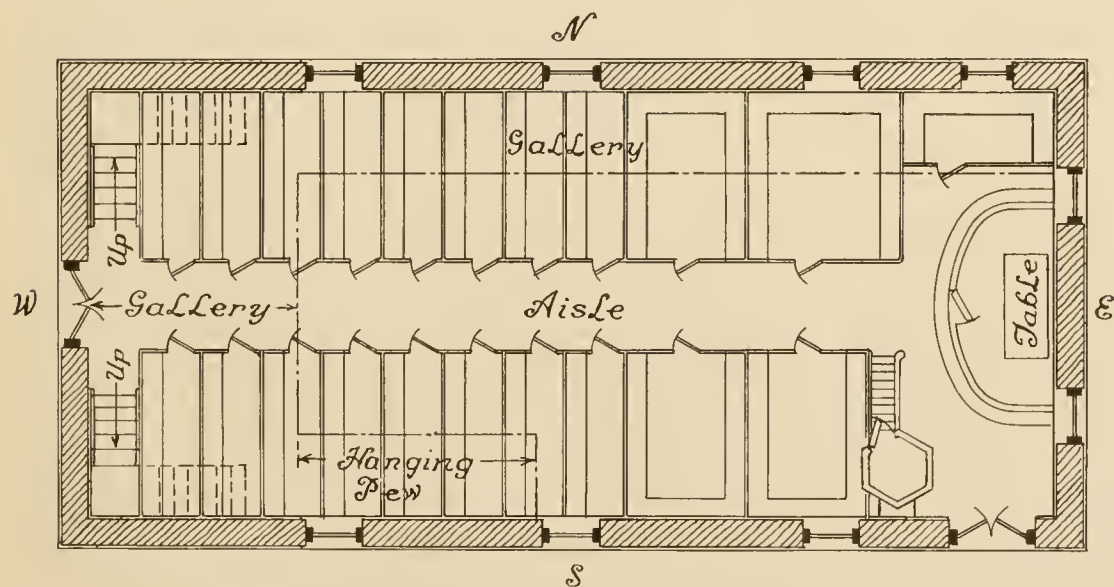 N
Gallery
Up
W
Gallery
Aisle
Table
E
Up
Hanging
Pew
S